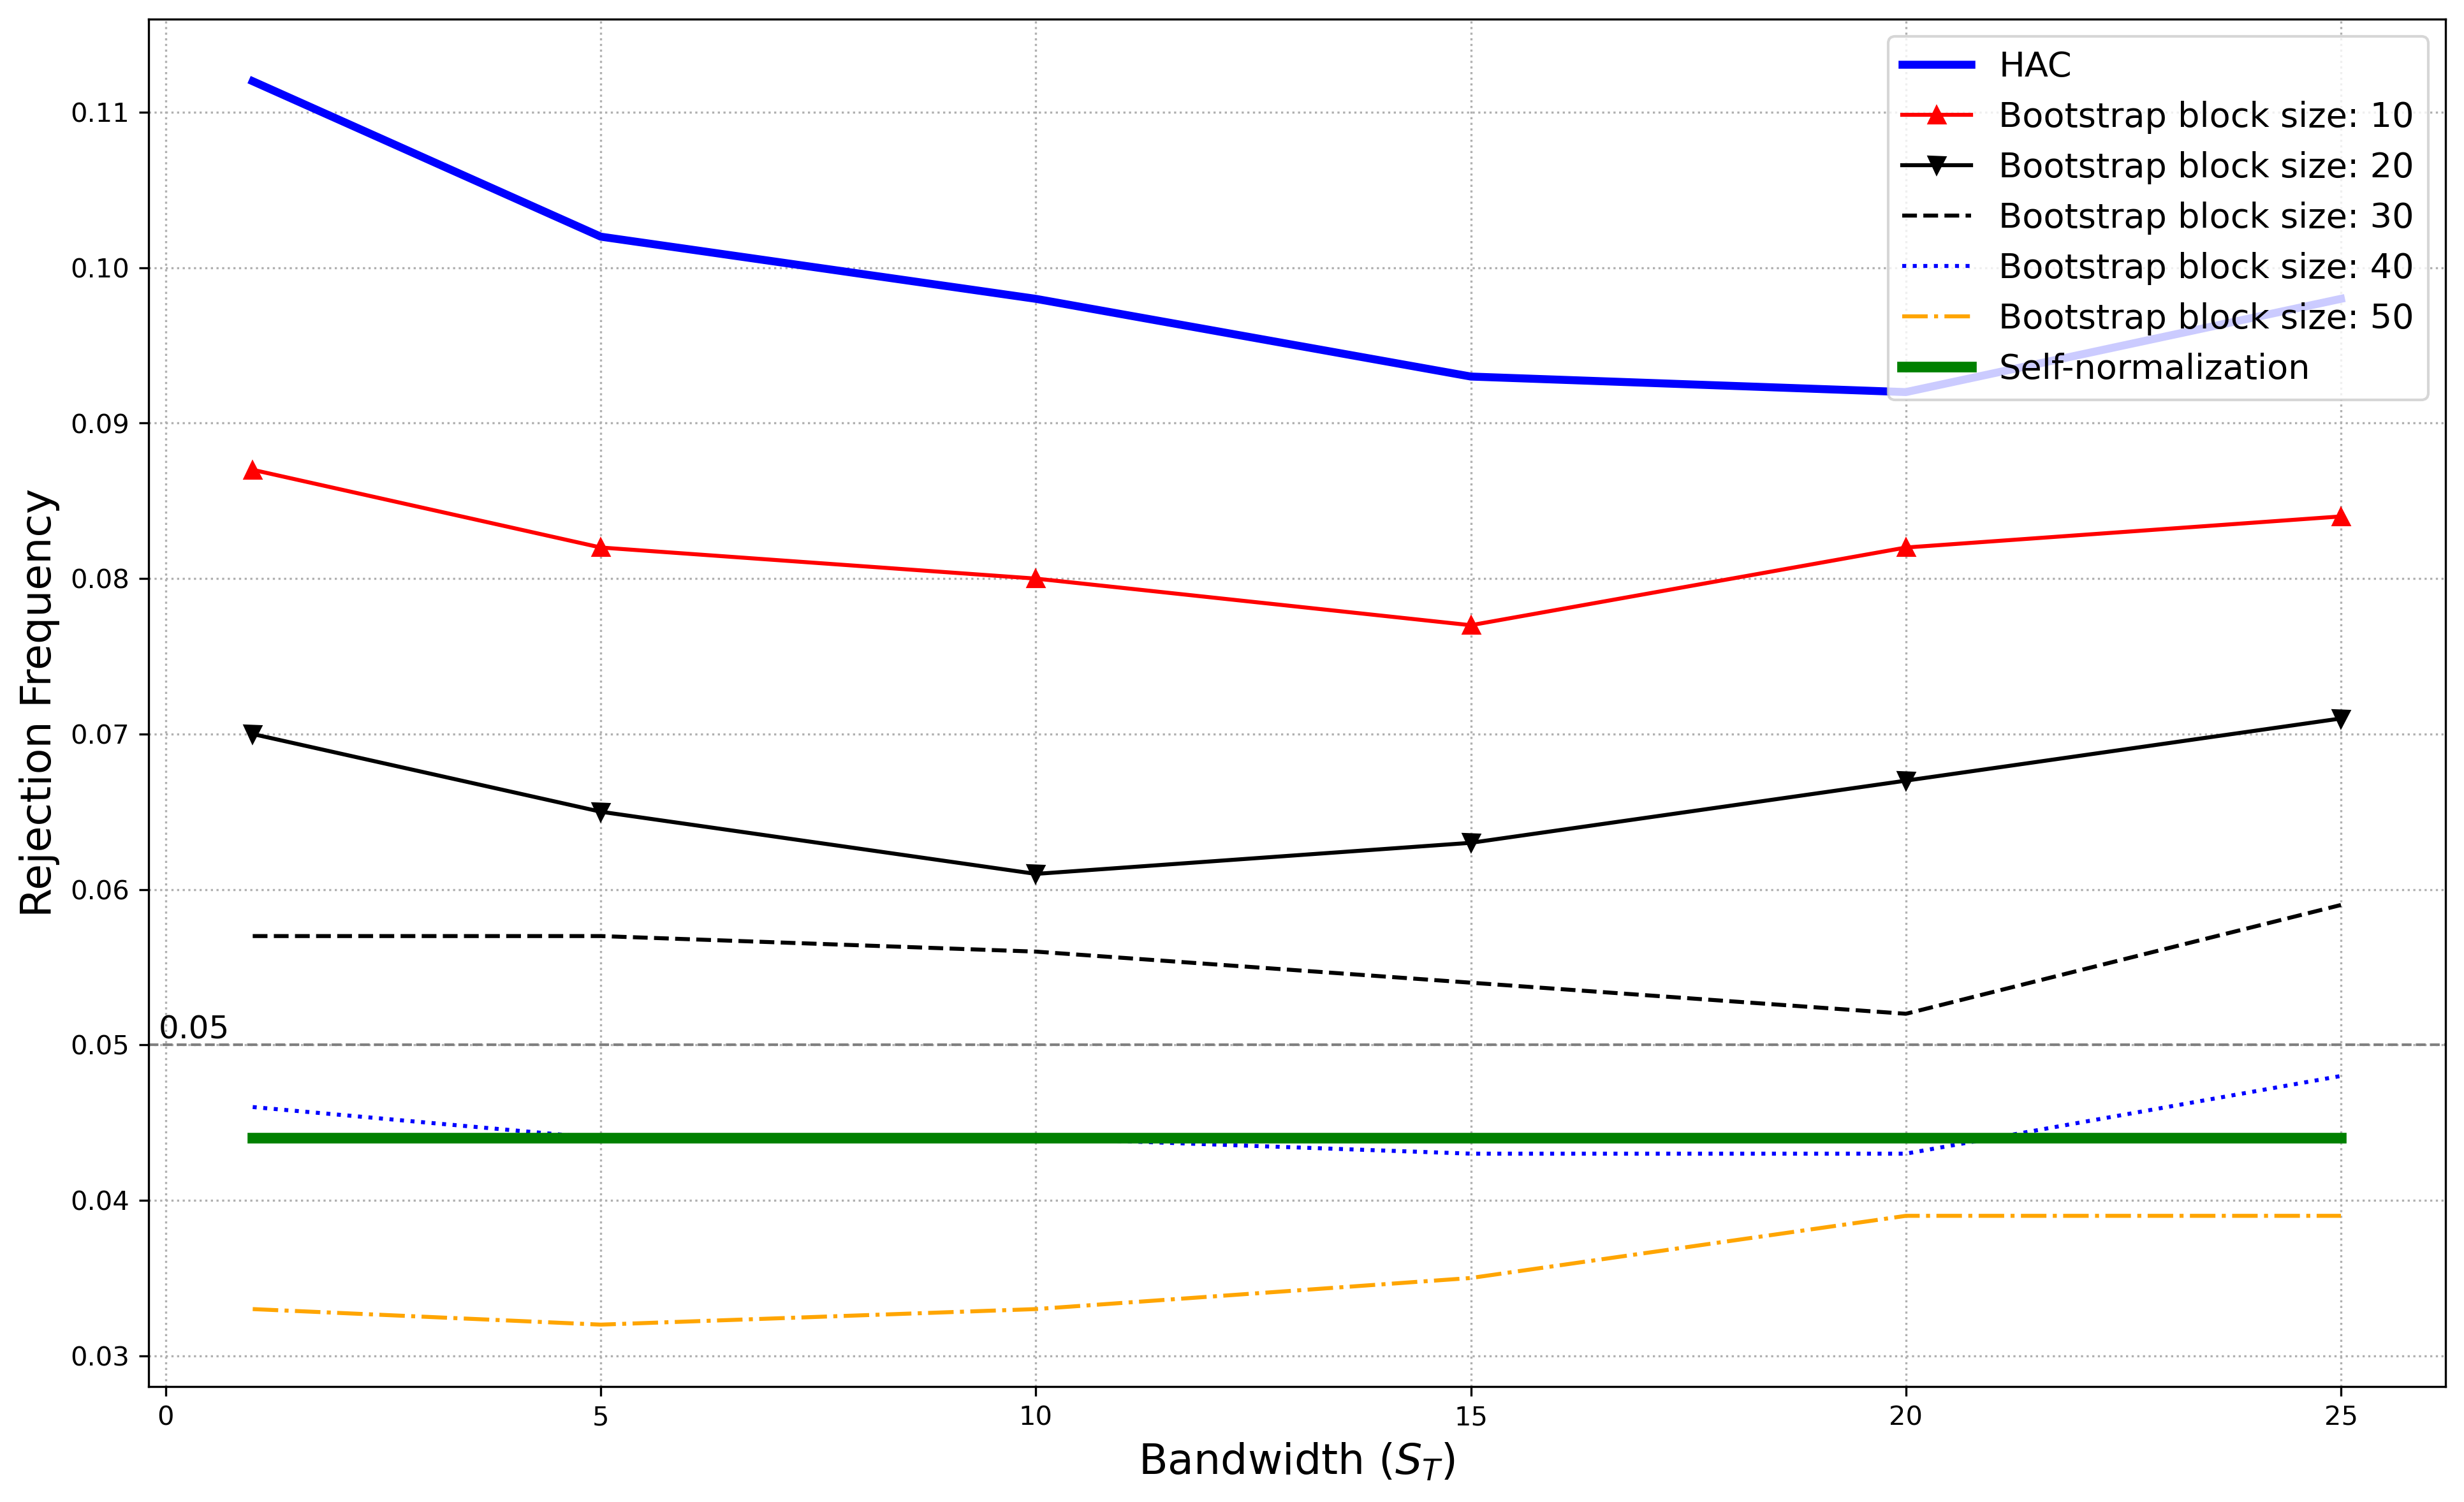 HAC
Bootstrap block size: 10
Bootstrap block size: 20
Bootstrap block size: 30
Bootstrap block size: 40
Bootstrap block size: 50
Self-normalization
Rejection Frequency
0.11
0.10
0.09
0.08
0.07
0.06
0.05
0.05
0.04
0.03
0 5 10 15 20 25
Bandwidth (S_T)